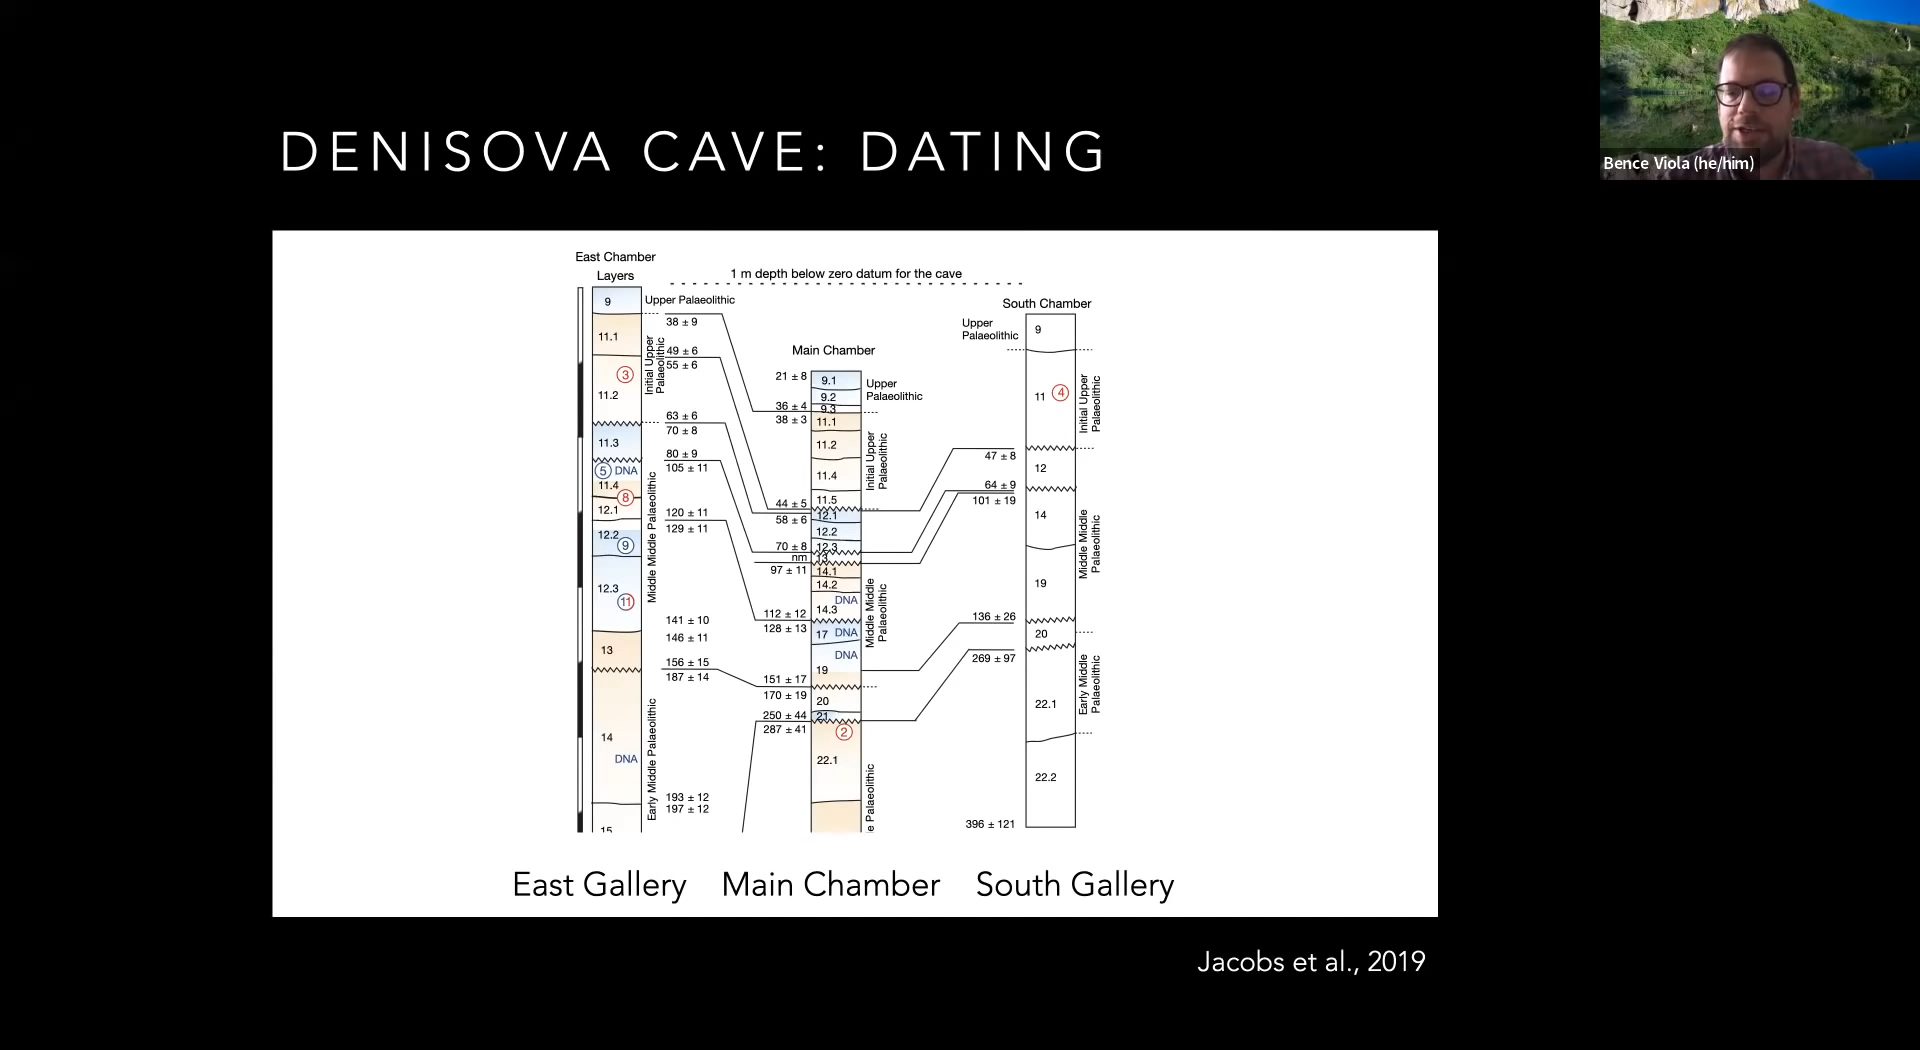 Bence Viola (he/him)
DENISOVA CAVE: DATING
East Chamber
Layers
1 m depth below zero datum for the cave
9
Upper Palaeolithic
38 ± 9
11.1
Initial Upper
Palaeolithic
49 ± 6
55 ± 6
3
11.2
63 ± 6
70 ± 8
11.3
80 ± 9
105 ± 11
5 DNA
11.4
8
12.1
120 ± 11
129 ± 11
12.2
9
12.3
11
Middle Middle Palaeolithic
141 ± 10
146 ± 11
13
156 ± 15
187 ± 14
14
DNA
Early Middle Palaeolithic
193 ± 12
197 ± 12
15
Main Chamber
21 ± 8
9.1
Upper
Palaeolithic
9.2
36 ± 4
9.3
38 ± 3
11.1
11.2
Initial Upper
Palaeolithic
11.4
11.5
44 ± 5
12.1
58 ± 6
12.2
70 ± 8
12.3
nm
13
97 ± 11
14.1
14.2
DNA
14.3
Middle Middle
Palaeolithic
112 ± 12
128 ± 13
17 DNA
DNA
19
151 ± 17
170 ± 19
20
250 ± 44
21
287 ± 41
2
22.1
e Palaeolithic
South Chamber
Upper
Palaeolithic
9
11 4
Initial Upper
Palaeolithic
47 ± 8
12
64 ± 9
101 ± 19
14
Middle Middle
Palaeolithic
19
136 ± 26
20
269 ± 97
22.1
Early Middle
Palaeolithic
22.2
396 ± 121
East Gallery
Main Chamber
South Gallery
Jacobs et al., 2019